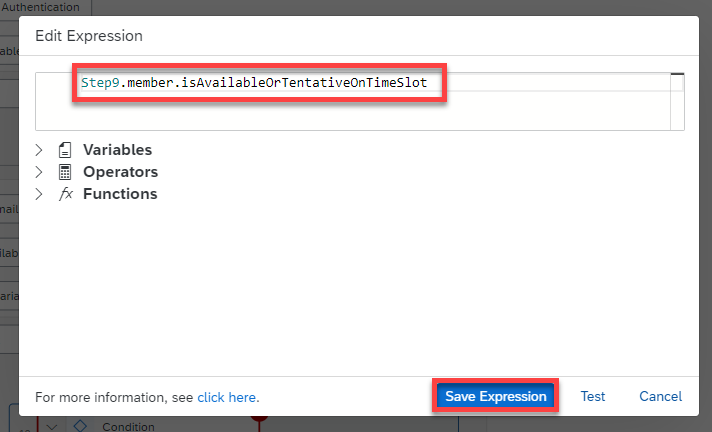 Authentication
Edit Expression
Step9.member.isAvailableOrTentativeOnTimeSlot
Variables
Operators
fx Functions
For more information, see click here.
Save Expression
Test
Cancel
Condition